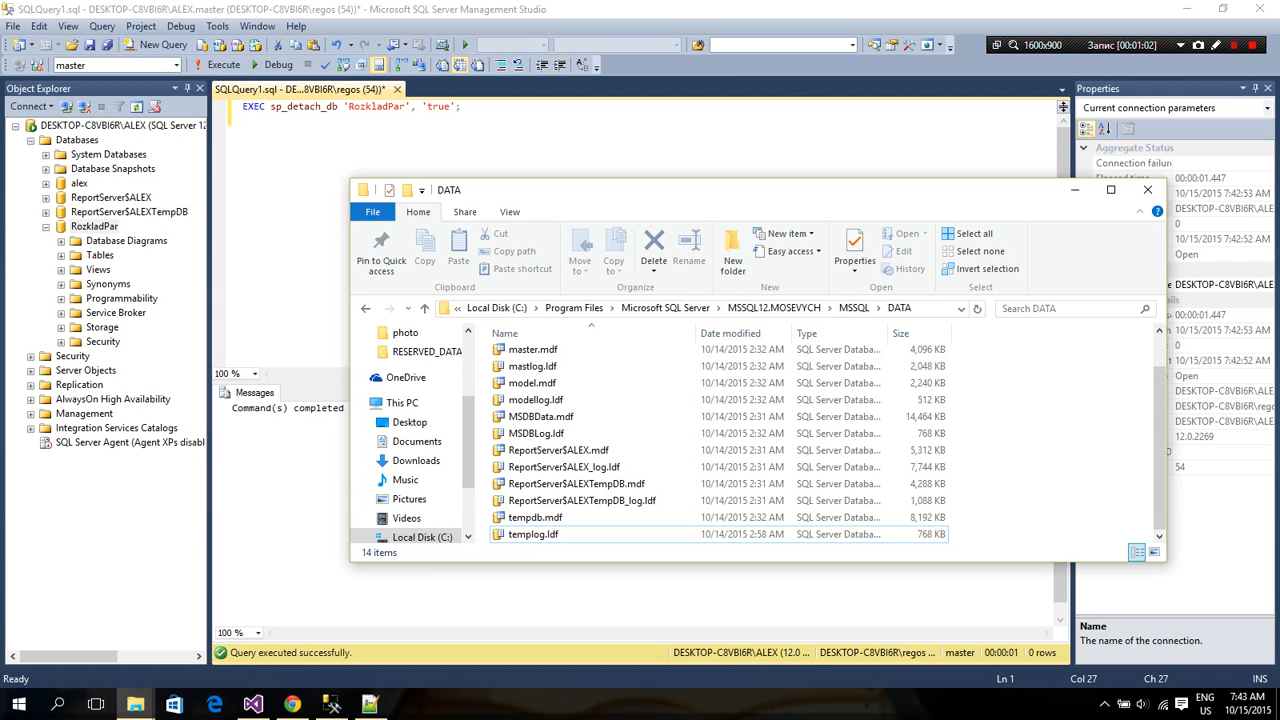 SQLQuery1.sql - DESKTOP-C8VBI6R\ALEX.master (DESKTOP-C8VBI6R\regos (54))* - Microsoft SQL Server Management Studio
File Edit View Query Project Debug Tools Window Help
New Query
1600x900 Запис [00:01:02]
master Execute Debug
Object Explorer
SQLQuery1.sql - DE...8VBI6R\regos (54))*
Properties
Connect
EXEC sp_detach_db 'RozkladPar', 'true';
Current connection parameters
DESKTOP-C8VBI6R\ALEX (SQL Server 12
Databases
System Databases
Database Snapshots
alex
ReportServer$ALEX
ReportServer$ALEXTempDB
RozkladPar
Database Diagrams
Tables
Views
Synonyms
Programmability
Service Broker
Storage
Security
Security
Server Objects
Replication
AlwaysOn High Availability
Management
Integration Services Catalogs
SQL Server Agent (Agent XPs disabl
100 %
Messages
Command(s) completed
DATA
File Home Share View
Pin to Quick access
Copy
Paste
Cut
Copy path
Paste shortcut
Clipboard
Move to
Copy to
Delete
Rename
Organize
New folder
New item
Easy access
New
Properties
Open
Edit
History
Open
Select all
Select none
Invert selection
Select
« Local Disk (C:) Program Files Microsoft SQL Server MSSQL12.MOSEVYCH MSSQL DATA
Search DATA
photo
RESERVED_DATA
OneDrive
This PC
Desktop
Documents
Downloads
Music
Pictures
Videos
Local Disk (C:)
Name Date modified Type Size
master.mdf 10/14/2015 2:32 AM SQL Server Databa... 4,096 KB
mastlog.ldf 10/14/2015 2:32 AM SQL Server Databa... 2,048 KB
model.mdf 10/14/2015 2:32 AM SQL Server Databa... 2,240 KB
modellog.ldf 10/14/2015 2:32 AM SQL Server Databa... 512 KB
MSDBData.mdf 10/14/2015 2:31 AM SQL Server Databa... 14,464 KB
MSDBLog.ldf 10/14/2015 2:32 AM SQL Server Databa... 768 KB
ReportServer$ALEX.mdf 10/14/2015 2:31 AM SQL Server Databa... 5,312 KB
ReportServer$ALEX_log.ldf 10/14/2015 2:31 AM SQL Server Databa... 7,744 KB
ReportServer$ALEXTempDB.mdf 10/14/2015 2:31 AM SQL Server Databa... 4,288 KB
ReportServer$ALEXTempDB_log.ldf 10/14/2015 2:31 AM SQL Server Databa... 1,088 KB
tempdb.mdf 10/14/2015 2:32 AM SQL Server Databa... 8,192 KB
templog.ldf 10/14/2015 2:58 AM SQL Server Databa... 768 KB
14 items
Aggregate Status
Connection failure
00:00:01.447
10/15/2015 7:42:53
DESKTOP-C8VBI6R
0
10/15/2015 7:42:52
Open
DESKTOP-C8VBI6R
00:00:01.447
10/15/2015 7:42:53
0
10/15/2015 7:42:52
Open
DESKTOP-C8VBI6R
DESKTOP-C8VBI6R
12.0.2269
54
Name
The name of the connection.
100 %
Query executed successfully. DESKTOP-C8VBI6R\ALEX (12.0 ... DESKTOP-C8VBI6R\regos ... master 00:00:01 0 rows
Ready Ln 1 Col 27 Ch 27 INS
ENG
US
7:43 AM
10/15/2015